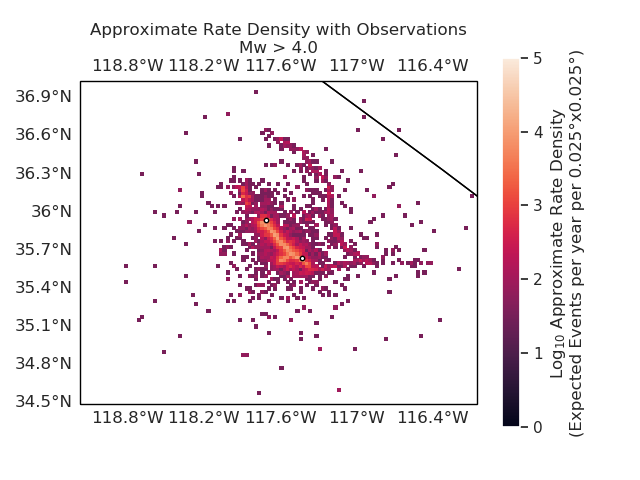 Approximate Rate Density with Observations
Mw > 4.0
118.8°W 118.2°W 117.6°W 117°W 116.4°W
36.9°N
36.6°N
36.3°N
36°N
35.7°N
35.4°N
35.1°N
34.8°N
34.5°N
118.8°W 118.2°W 117.6°W 117°W 116.4°W
5
4
3
2
1
0
Log₁₀ Approximate Rate Density
(Expected Events per year per 0.025°x0.025°)